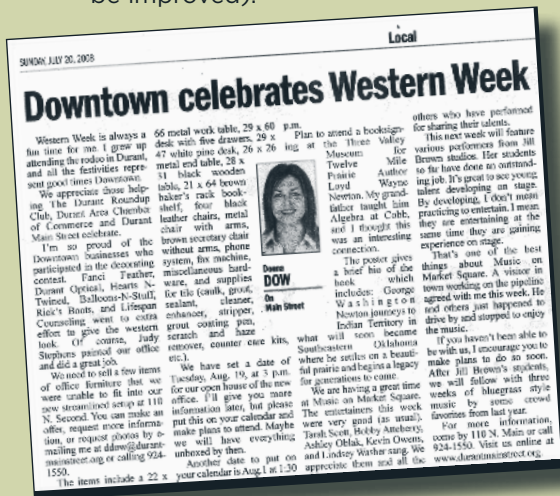 be improved).
SUNDAY, JULY 20, 2008
Local
Downtown celebrates Western Week
Western Week is always a
fun time for me. I grew up
attending the rodeo in Durant,
and all the festivities repre-
sent good times Downtown.
We appreciate those help-
ing The Durant Roundup
Club, Durant Area Chamber
of Commerce and Durant
Main Street celebrate.
I'm so proud of the
Downtown businesses who
participated in the decorating
contest. Fanci Feather,
Durant Optical, Hearts N-
Twined, Balloons-N-Stuff,
Rick's Boots, and Lifespan
Counseling went to extra
effort to give the western
look. Of course, Judy
Stephens painted our office
and did a great job.
We need to sell a few items
of office furniture that we
were unable to fit into our
new streamlined setup at 110
N. Second. You can make an
offer, request more informa-
tion, or request photos by e-
mailing me at ddow@durant-
mainstreet.org or calling 924-
1550.
The items include a 22 x
66 metal work table, 29 x 60
desk with five drawers, 29 x
47 white pine desk, 26 x 26
metal end table, 28 x
31 black wooden
table, 21 x 64 brown
baker's rack book-
shelf, four black
leather chairs, metal
chair with arms,
brown secretary chair
without arms, phone
system, fax machine,
miscellaneous hard-
ware, and supplies
for tile (caulk, grout,
sealant, cleaner,
enhancer, stripper,
grout coating pen,
scratch and haze
remover, counter care kits,
etc.).
We have set a date of
Tuesday, Aug. 19, at 3 p.m.
for our open house of the new
office. I'll give you more
information later, but please
put this on your calendar and
make plans to attend. Maybe
we will have everything
unboxed by then.
Another date to put on
your calendar is Aug.1 at 1:30
p.m.
Plan to attend a booksign-
ing at the Three Valley
Museum for
Twelve Mile
Prairie Author
Loyd Wayne
Newton. My grand-
father taught him
Algebra at Cobb,
and I thought this
was an interesting
connection.
The poster gives
a brief bio of the
book which
includes: George
Washington
Newton journeys to
Indian Territory in
what will soon became
Southeastern Oklahoma
where he settles on a beauti-
ful prairie and begins a legacy
for generations to come.
We are having a great time
at Music on Market Square.
The entertainers this week
were very good (as usual).
Tarah Scott, Bobby Atteberry,
Ashley Oblak, Kevin Owens,
and Lindsey Washer sang. We
appreciate them and all the
Donna
DOW
On
Main Street
others who have performed
for sharing their talents.
This next week will feature
various performers from Jill
Brown studios. Her students
so far have done an outstand-
ing job. It's great to see young
talent developing on stage.
By developing, I don't mean
practicing to entertain. I mean
they are entertaining at the
same time they are gaining
experience on stage.
That's one of the best
things about Music on
Market Square. A visitor in
town working on the pipeline
agreed with me this week. He
and others just happened to
drive by and stopped to enjoy
the music.
If you haven't been able to
be with us, I encourage you to
make plans to do so soon.
After Jill Brown's students,
we will follow with three
weeks of bluegrass style
music by some crowd
favorites from last year.
For more information,
come by 110 N. Main or call
924-1550. Visit us online at
www.durantmainstreet.org.